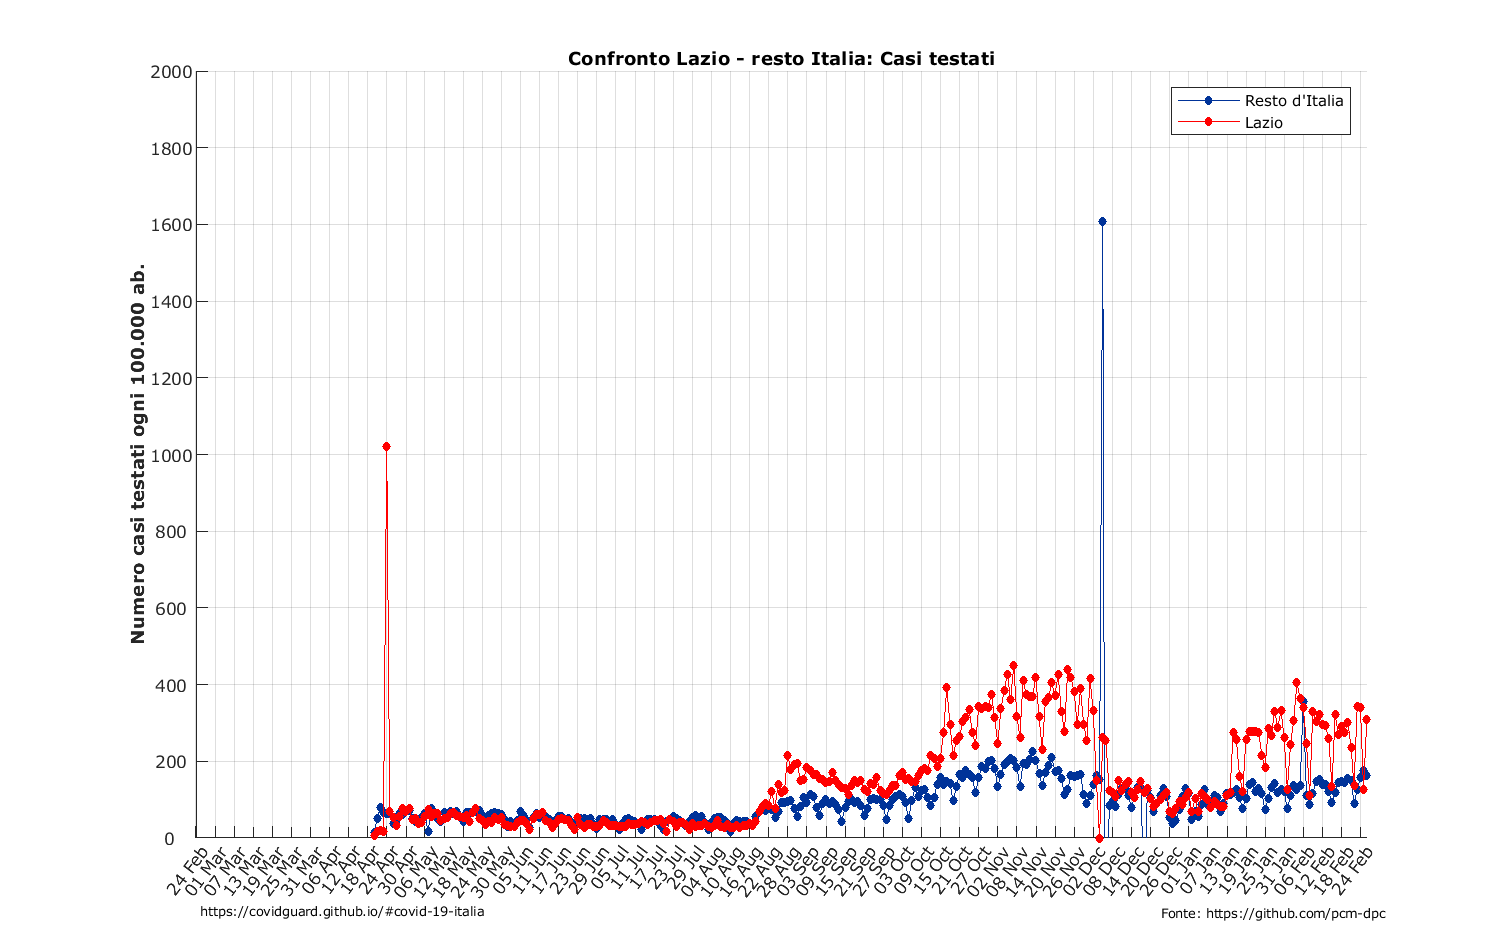 Confronto Lazio - resto Italia: Casi testati
Numero casi testati ogni 100.000 ab.
2000
1800
1600
1400
1200
1000
800
600
400
200
0
Resto d'Italia
Lazio
24 Feb
01 Mar
07 Mar
13 Mar
19 Mar
25 Mar
31 Mar
06 Apr
12 Apr
18 Apr
24 Apr
30 Apr
06 May
12 May
18 May
24 May
30 May
05 Jun
11 Jun
17 Jun
23 Jun
29 Jun
05 Jul
11 Jul
17 Jul
23 Jul
29 Jul
04 Aug
10 Aug
16 Aug
22 Aug
28 Aug
03 Sep
09 Sep
15 Sep
21 Sep
27 Sep
03 Oct
09 Oct
15 Oct
21 Oct
27 Oct
02 Nov
08 Nov
14 Nov
20 Nov
26 Nov
02 Dec
08 Dec
14 Dec
20 Dec
26 Dec
01 Jan
07 Jan
13 Jan
19 Jan
25 Jan
31 Jan
06 Feb
12 Feb
18 Feb
24 Feb
https://covidguard.github.io/#covid-19-italia
Fonte: https://github.com/pcm-dpc